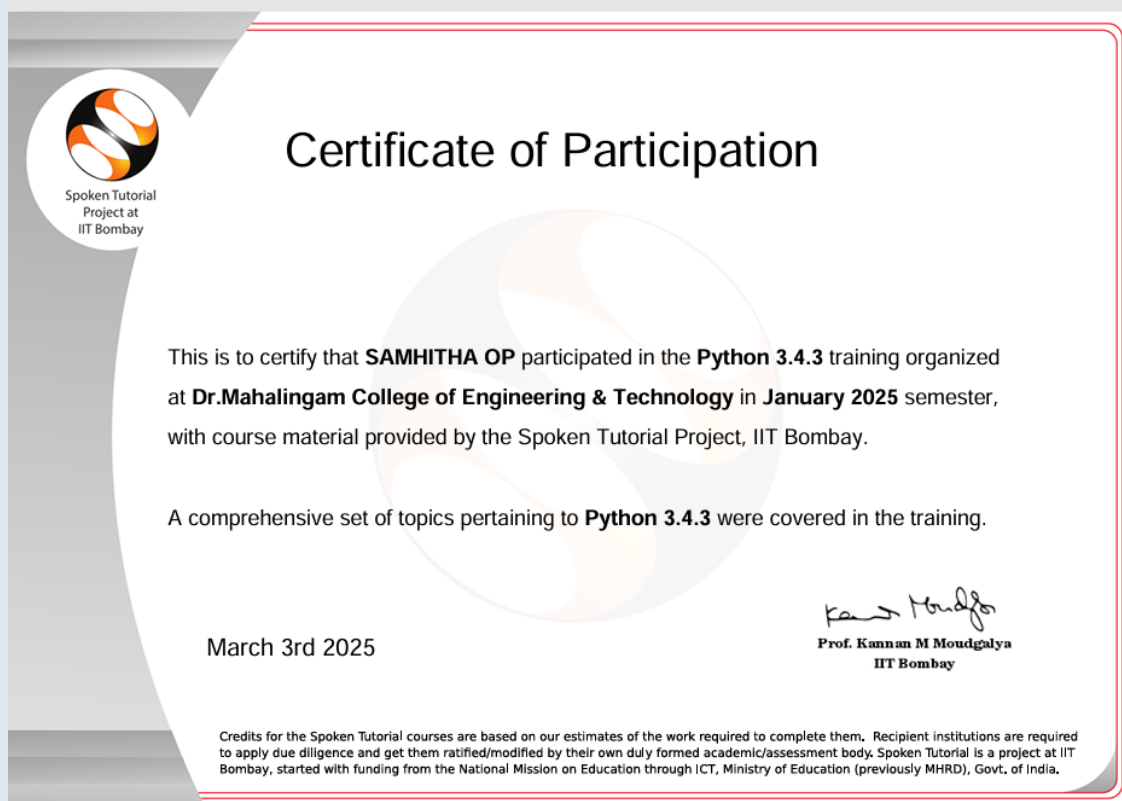 Spoken Tutorial
Project at
IIT Bombay
Certificate of Participation
This is to certify that SAMHITHA OP participated in the Python 3.4.3 training organized
at Dr.Mahalingam College of Engineering & Technology in January 2025 semester,
with course material provided by the Spoken Tutorial Project, IIT Bombay.
A comprehensive set of topics pertaining to Python 3.4.3 were covered in the training.
March 3rd 2025
Prof. Kannan M Moudgalya
IIT Bombay
Credits for the Spoken Tutorial courses are based on our estimates of the work required to complete them. Recipient institutions are required
to apply due diligence and get them ratified/modified by their own duly formed academic/assessment body. Spoken Tutorial is a project at IIT
Bombay, started with funding from the National Mission on Education through ICT, Ministry of Education (previously MHRD), Govt. of India.